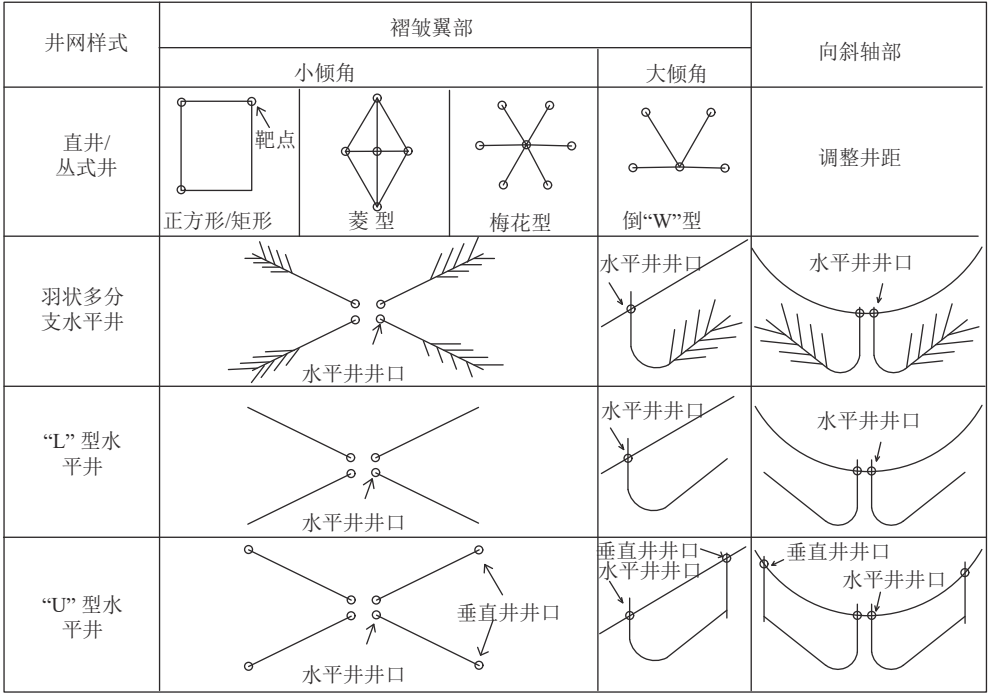 井网样式
褶皱翼部
向斜轴部
小倾角
大倾角
直井/
丛式井
靶点
正方形/矩形
菱 型
梅花型
倒“W”型
调整井距
羽状多分
支水平井
水平井井口
水平井井口
水平井井口
“L” 型水
平井
水平井井口
水平井井口
水平井井口
“U” 型水
平井
垂直井井口
水平井井口
垂直井井口
水平井井口
垂直井井口
水平井井口